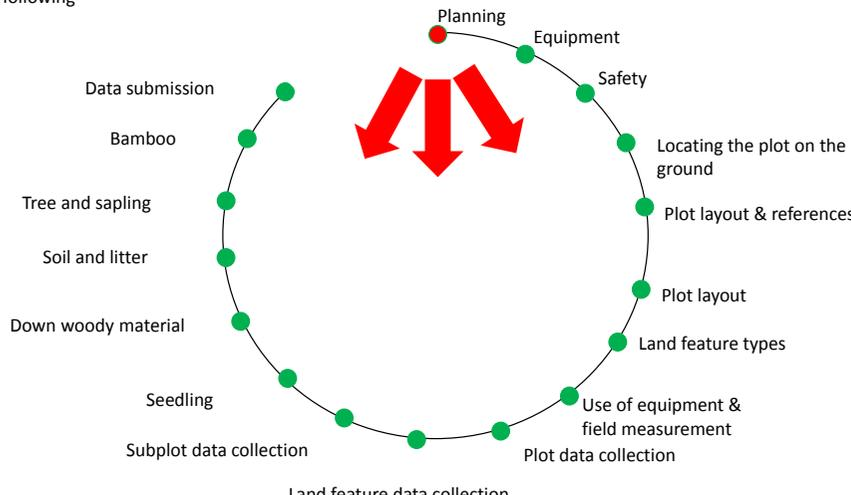 following
Planning
Equipment
Safety
Locating the plot on the
ground
Plot layout & references
Plot layout
Land feature types
Use of equipment &
field measurement
Plot data collection
Land feature data collection
Subplot data collection
Seedling
Down woody material
Soil and litter
Tree and sapling
Bamboo
Data submission